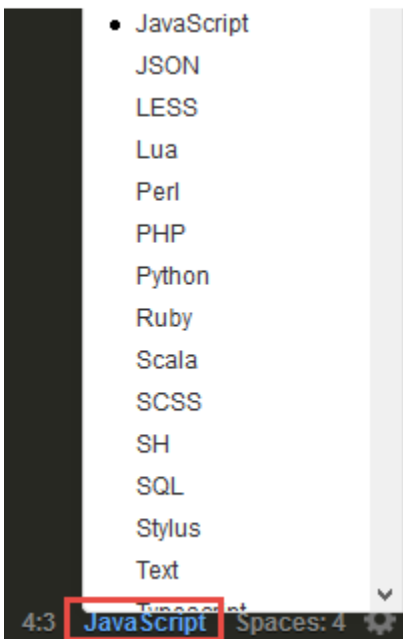 JavaScript
JSON
LESS
Lua
Perl
PHP
Python
Ruby
Scala
SCSS
SH
SQL
Stylus
Text
Typescript
4:3 JavaScript Spaces: 4